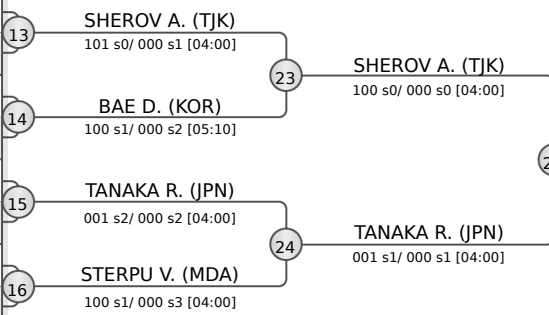 13
SHEROV A. (TJK)
101 s0/ 000 s1 [04:00]
23
SHEROV A. (TJK)
100 s0/ 000 s0 [04:00]
14
BAE D. (KOR)
100 s1/ 000 s2 [05:10]
15
TANAKA R. (JPN)
001 s2/ 000 s2 [04:00]
24
TANAKA R. (JPN)
001 s1/ 000 s1 [04:00]
16
STERPU V. (MDA)
100 s1/ 000 s3 [04:00]